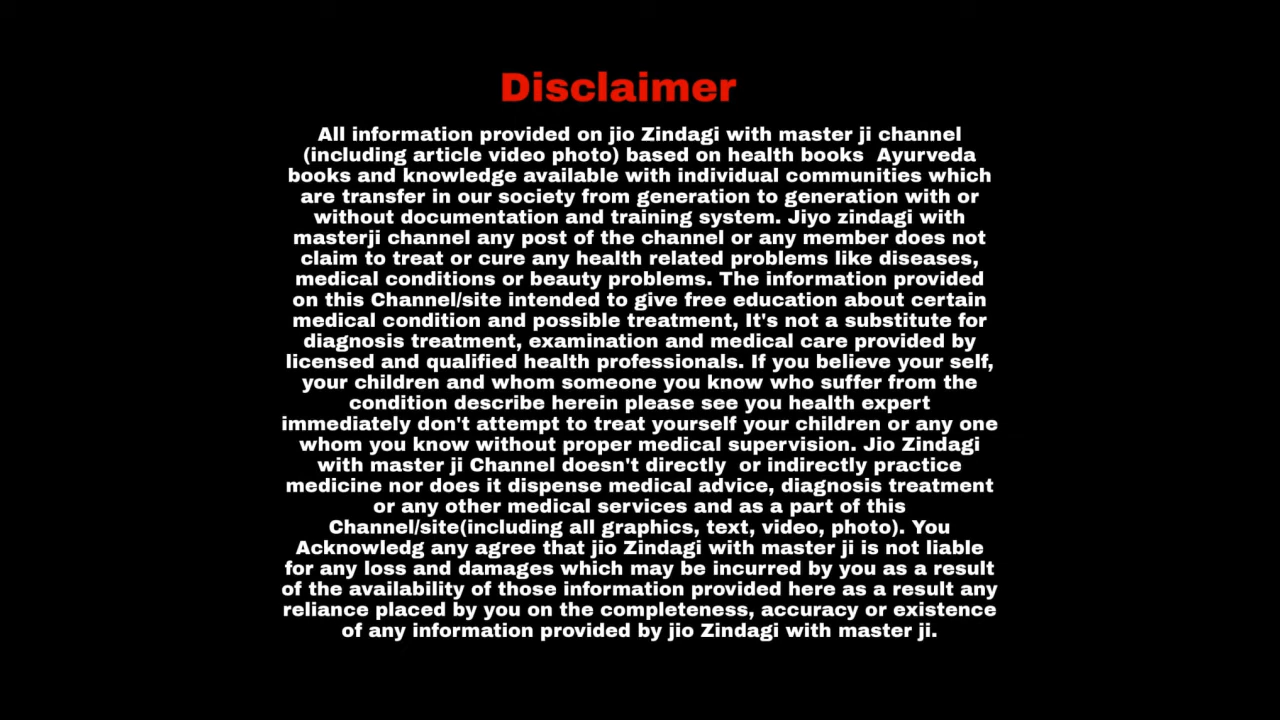 Disclaimer
All information provided on jio Zindagi with master ji channel
(including article video photo) based on health books  Ayurveda
books and knowledge available with individual communities which
are transfer in our society from generation to generation with or
without documentation and training system. Jiyo zindagi with
masterji channel any post of the channel or any member does not
claim to treat or cure any health related problems like diseases,
medical conditions or beauty problems. The information provided
on this Channel/site intended to give free education about certain
medical condition and possible treatment, It's not a substitute for
diagnosis treatment, examination and medical care provided by
licensed and qualified health professionals. If you believe your self,
your children and whom someone you know who suffer from the
condition describe herein please see you health expert
immediately don't attempt to treat yourself your children or any one
whom you know without proper medical supervision. Jio Zindagi
with master ji Channel doesn't directly  or indirectly practice
medicine nor does it dispense medical advice, diagnosis treatment
or any other medical services and as a part of this
Channel/site(including all graphics, text, video, photo). You
Acknowledg any agree that jio Zindagi with master ji is not liable
for any loss and damages which may be incurred by you as a result
of the availability of those information provided here as a result any
reliance placed by you on the completeness, accuracy or existence
of any information provided by jio Zindagi with master ji.